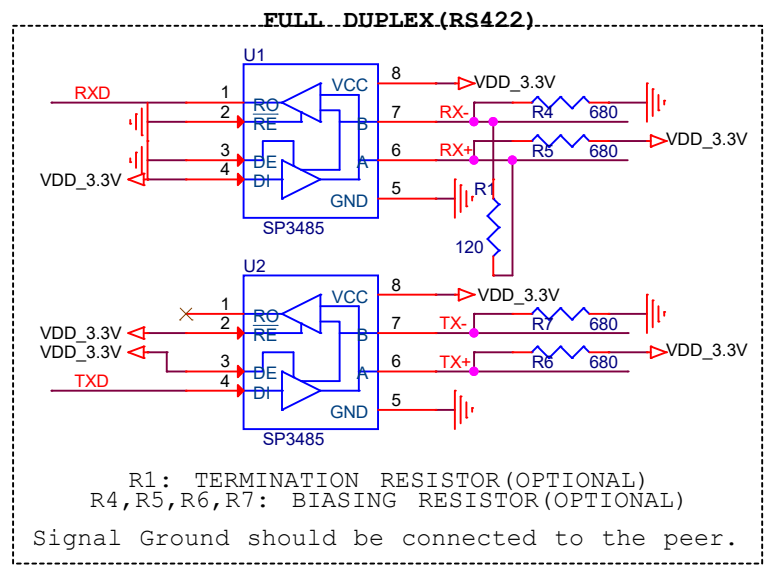 FULL DUPLEX(RS422)
U1
RXD
1
RO
VCC
8
VDD_3.3V
2
RE
B
7
RX-
R4
680
3
DE
A
6
RX+
R5
680
VDD_3.3V
VDD_3.3V
4
DI
GND
5
R1
SP3485
120
U2
1
RO
VCC
8
VDD_3.3V
VDD_3.3V
2
RE
B
7
TX-
R7
680
VDD_3.3V
3
DE
A
6
TX+
R6
680
VDD_3.3V
TXD
4
DI
GND
5
SP3485
R1: TERMINATION RESISTOR(OPTIONAL)
R4,R5,R6,R7: BIASING RESISTOR(OPTIONAL)
Signal Ground should be connected to the peer.